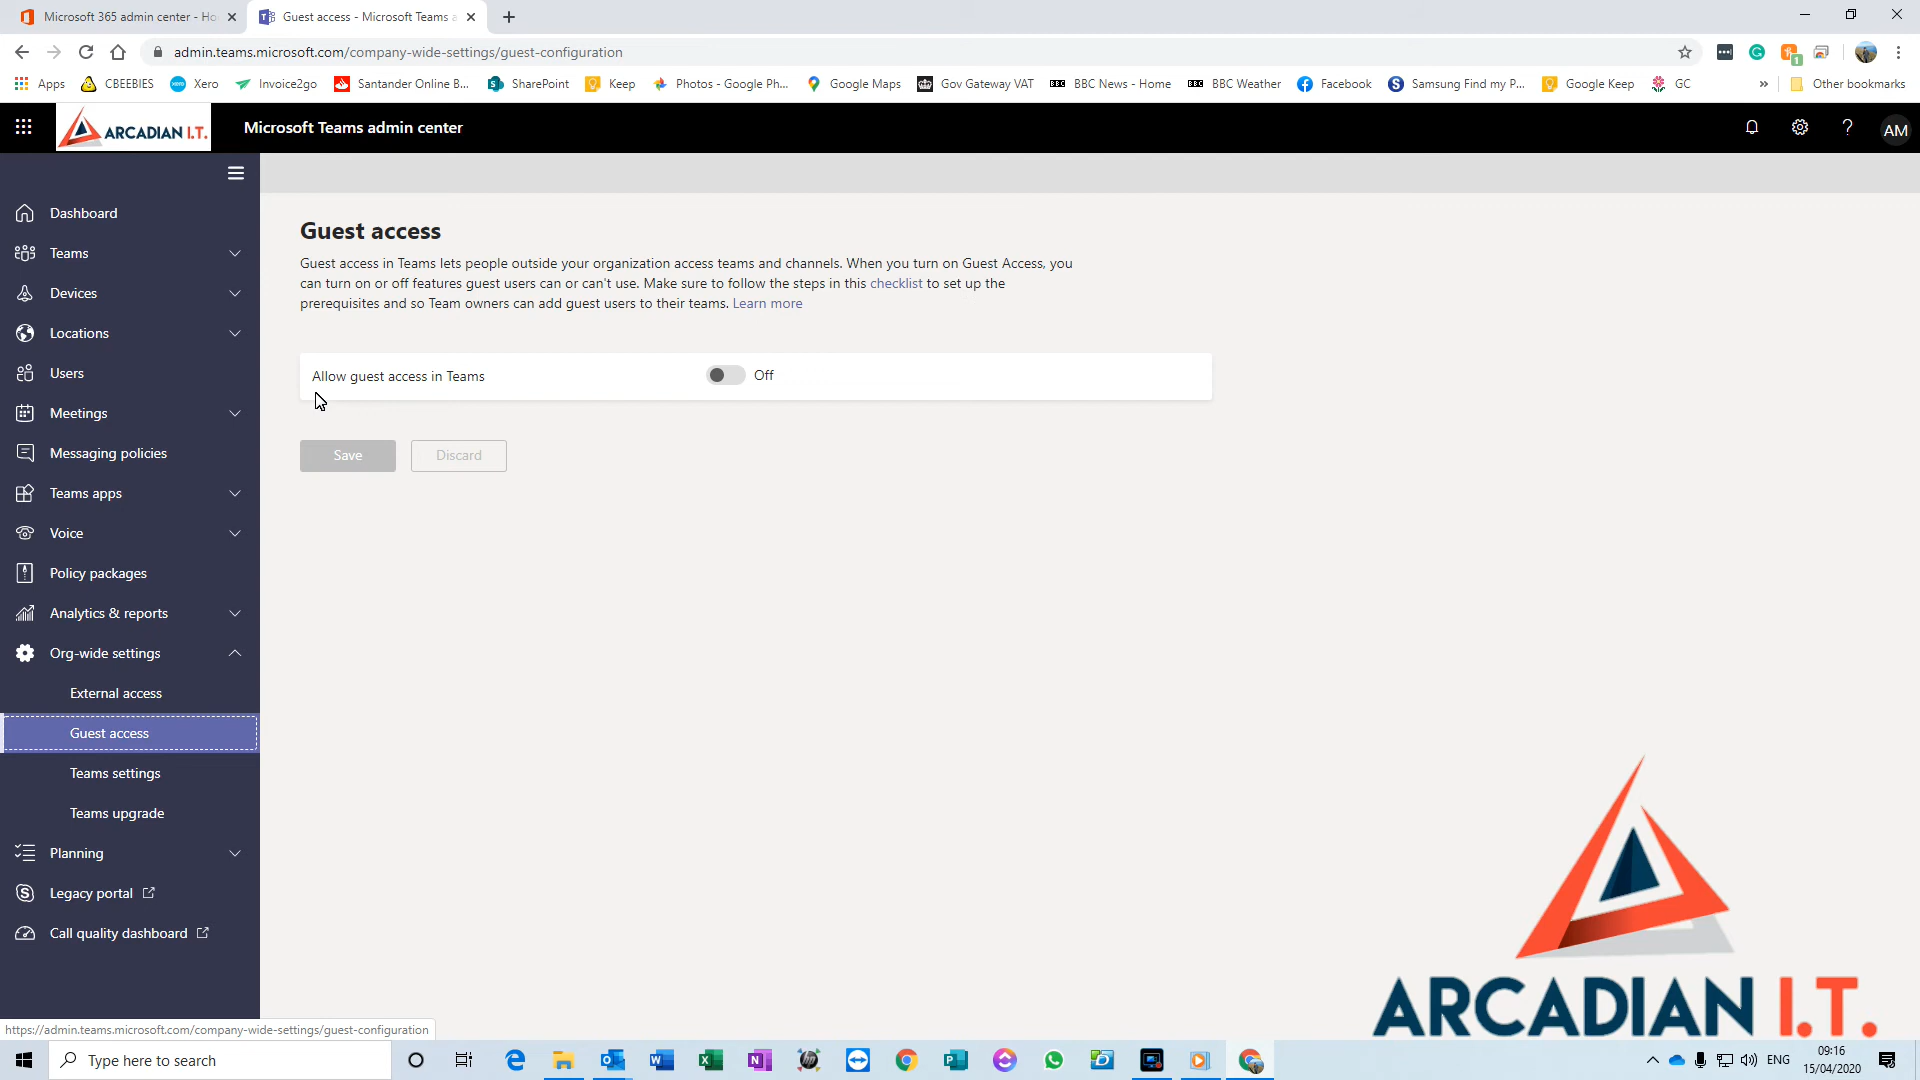 Microsoft 365 admin center - Ho
Guest access - Microsoft Teams a
admin.teams.microsoft.com/company-wide-settings/guest-configuration
1
Apps
CBEEBIES
Xero
Invoice2go
Santander Online B...
SharePoint
Keep
Photos - Google Ph...
Google Maps
Gov Gateway VAT
BBC News - Home
BBC Weather
Facebook
Samsung Find my P...
Google Keep
GC
»
Other bookmarks
ARCADIAN I.T.
Microsoft Teams admin center
?
AM
Dashboard
Teams
Devices
Locations
Users
Meetings
Messaging policies
Teams apps
Voice
Policy packages
Analytics & reports
Org-wide settings
External access
Guest access
Teams settings
Teams upgrade
Planning
Legacy portal
Call quality dashboard
Guest access
Guest access in Teams lets people outside your organization access teams and channels. When you turn on Guest Access, you
can turn on or off features guest users can or can't use. Make sure to follow the steps in this checklist to set up the
prerequisites and so Team owners can add guest users to their teams. Learn more
Allow guest access in Teams
Off
Save
Discard
ARCADIAN I.T.
https://admin.teams.microsoft.com/company-wide-settings/guest-configuration
Type here to search
ENG
09:16
15/04/2020